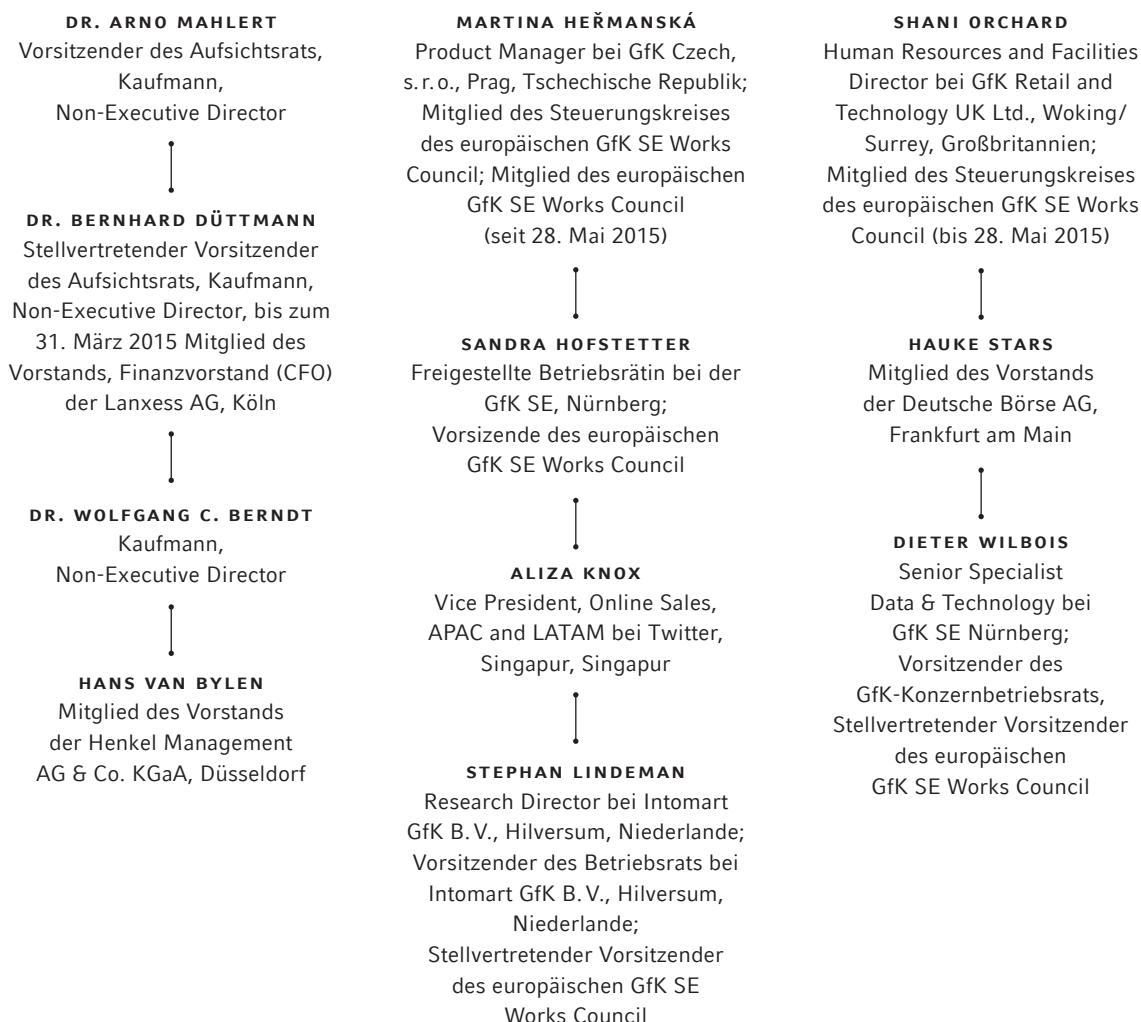 DR. ARNO MAHLERT
Vorsitzender des Aufsichtsrats,
Kaufmann,
Non-Executive Director
DR. BERNHARD DÜTTMANN
Stellvertretender Vorsitzender
des Aufsichtsrats, Kaufmann,
Non-Executive Director, bis zum
31. März 2015 Mitglied des
Vorstands, Finanzvorstand (CFO)
der Lanxess AG, Köln
DR. WOLFGANG C. BERNDT
Kaufmann,
Non-Executive Director
HANS VAN BYLEN
Mitglied des Vorstands
der Henkel Management
AG & Co. KGaA, Düsseldorf
MARTINA HEŘMANSKÁ
Product Manager bei GfK Czech,
s. r. o., Prag, Tschechische Republik;
Mitglied des Steuerungskreises
des europäischen GfK SE Works
Council; Mitglied des europäischen
GfK SE Works Council
(seit 28. Mai 2015)
SANDRA HOFSTETTER
Freigestellte Betriebsrätin bei der
GfK SE, Nürnberg;
Vorsizende des europäischen
GfK SE Works Council
ALIZA KNOX
Vice President, Online Sales,
APAC and LATAM bei Twitter,
Singapur, Singapur
STEPHAN LINDEMAN
Research Director bei Intomart
GfK B. V., Hilversum, Niederlande;
Vorsitzender des Betriebsrats bei
Intomart GfK B. V., Hilversum,
Niederlande;
Stellvertretender Vorsitzender
des europäischen GfK SE
Works Council
SHANI ORCHARD
Human Resources and Facilities
Director bei GfK Retail and
Technology UK Ltd., Woking/
Surrey, Großbritannien;
Mitglied des Steuerungskreises
des europäischen GfK SE Works
Council (bis 28. Mai 2015)
HAUKE STARS
Mitglied des Vorstands
der Deutsche Börse AG,
Frankfurt am Main
DIETER WILBOIS
Senior Specialist
Data & Technology bei
GfK SE Nürnberg;
Vorsitzender des
GfK-Konzernbetriebsrats,
Stellvertretender Vorsitzender
des europäischen
GfK SE Works Council